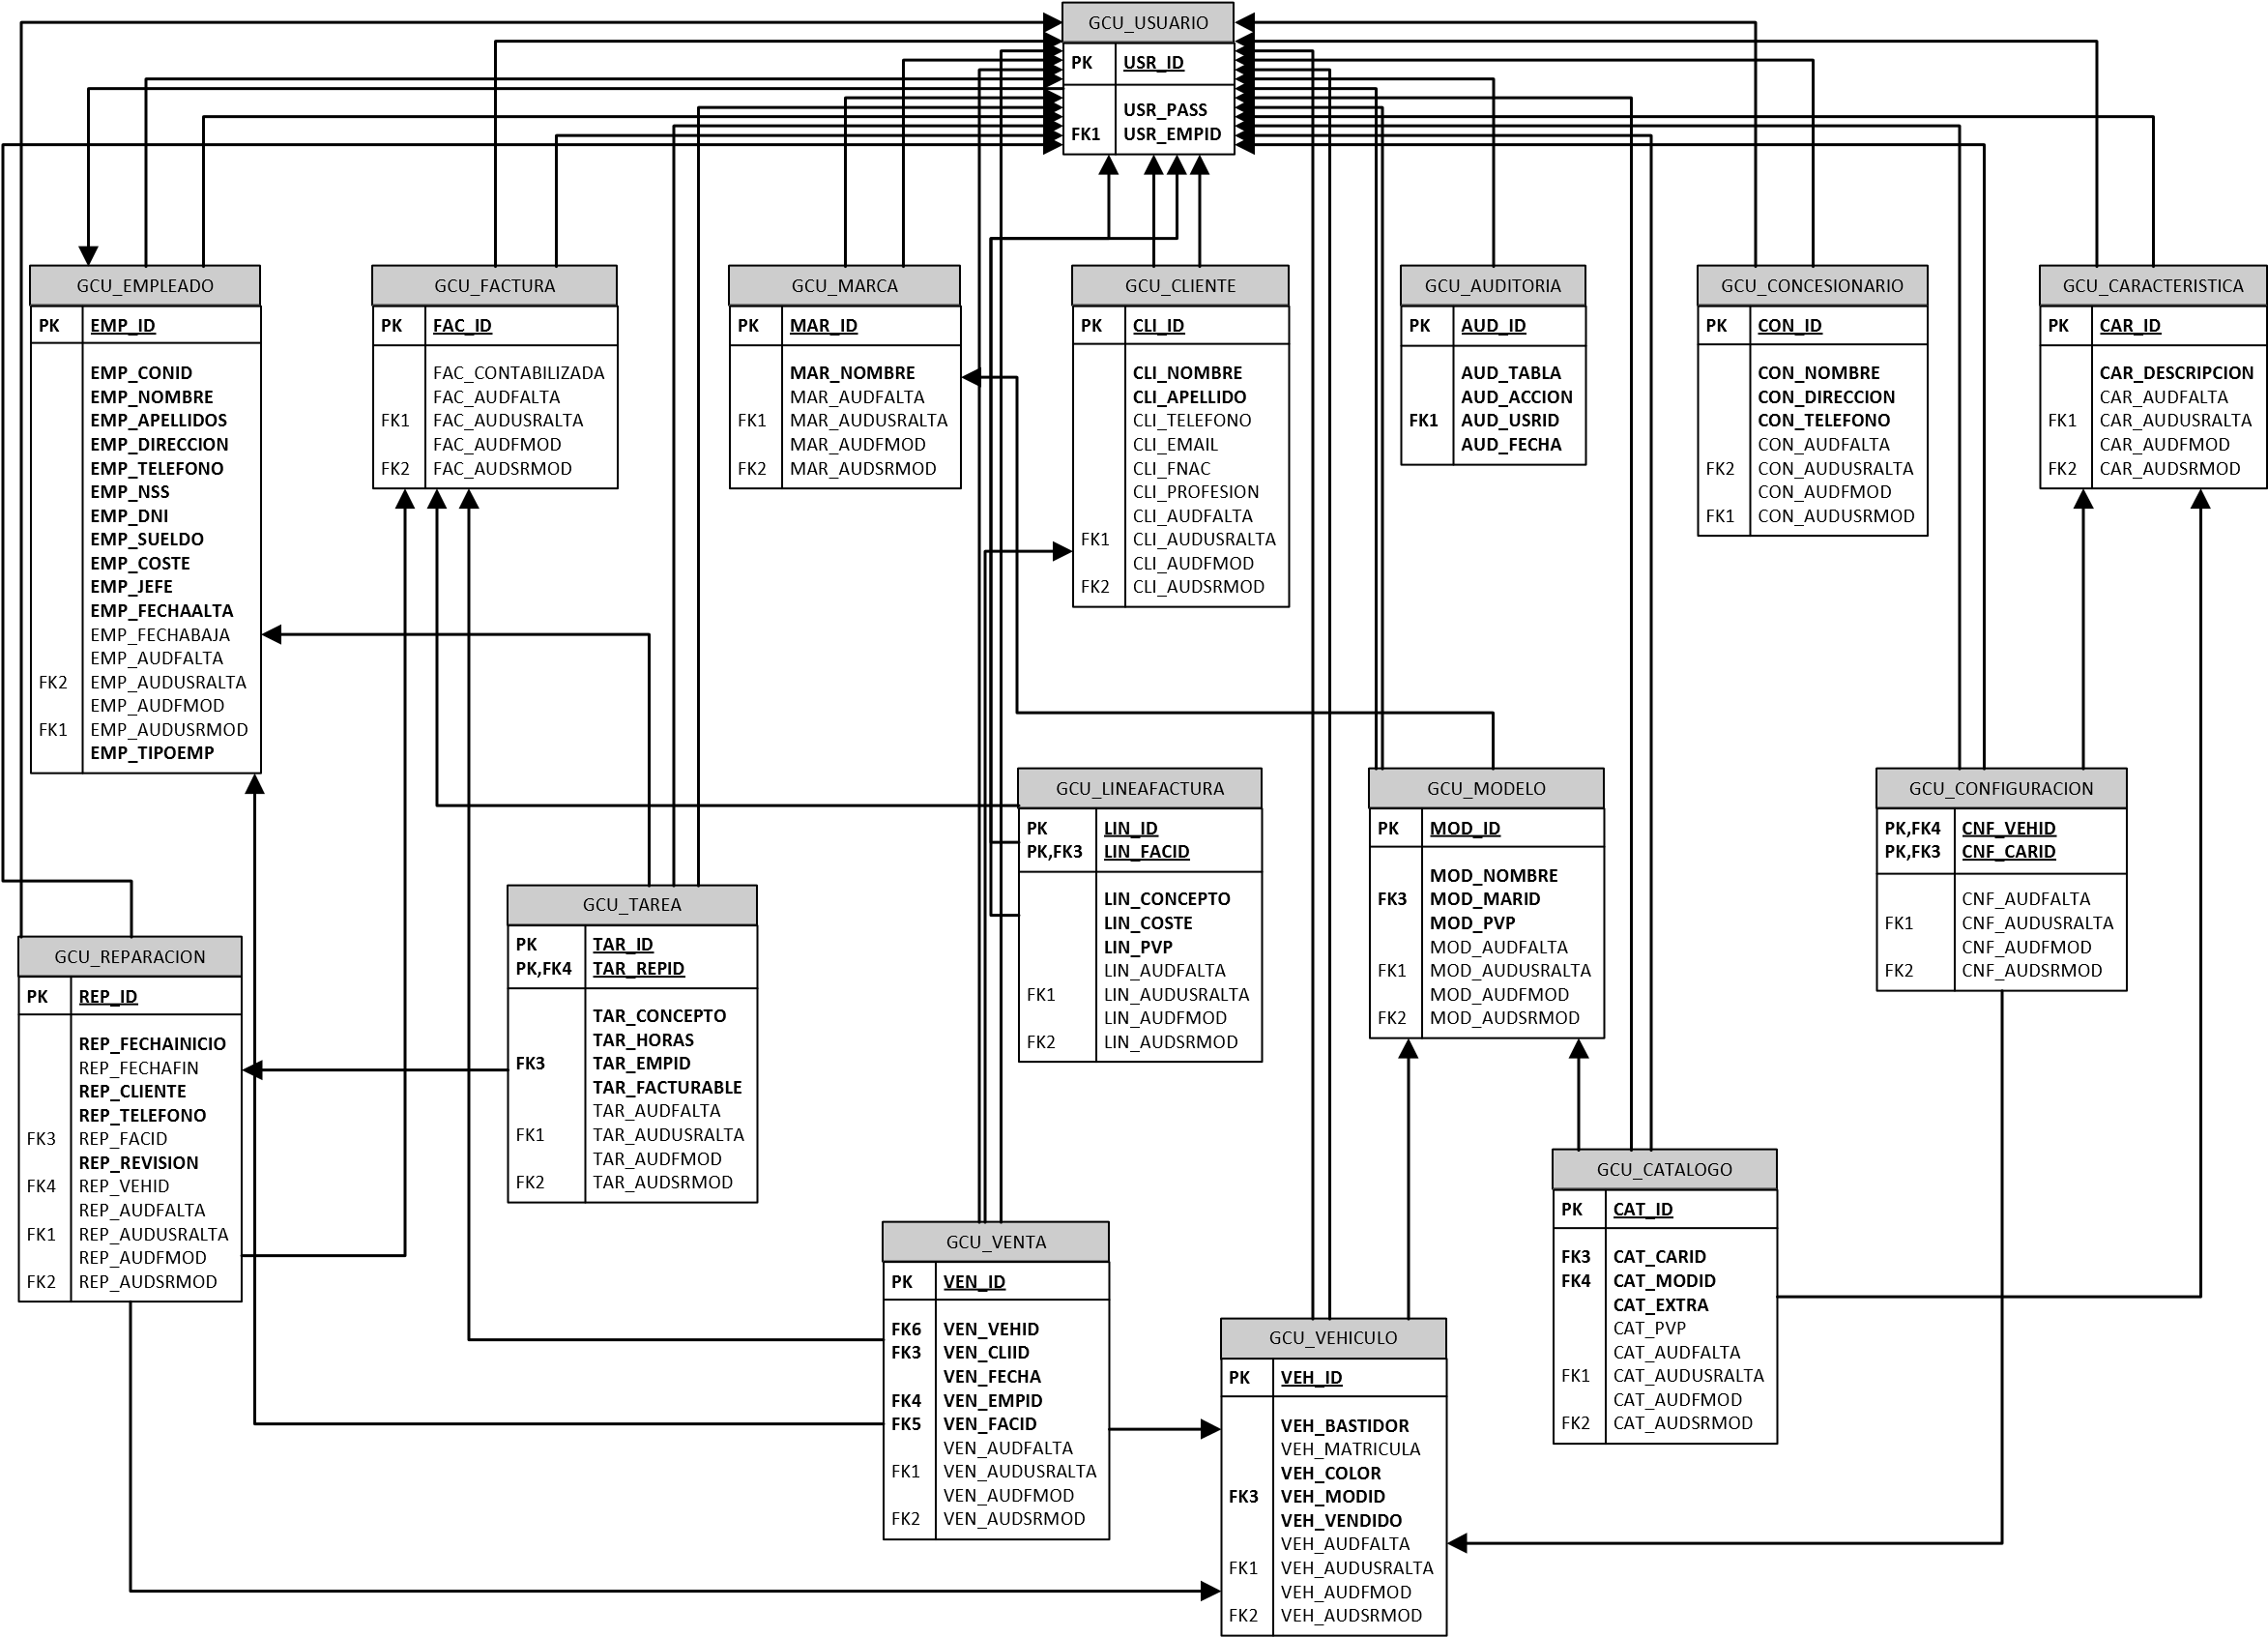 GCU_USUARIO
PK USR_ID
USR_PASS
FK1 USR_EMPID
GCU_EMPLEADO
PK EMP_ID
EMP_CONID
EMP_NOMBRE
EMP_APELLIDOS
EMP_DIRECCION
EMP_TELEFONO
EMP_NSS
EMP_DNI
EMP_SUELDO
EMP_COSTE
EMP_JEFE
EMP_FECHAALTA
EMP_FECHABAJA
EMP_AUDFALTA
FK2 EMP_AUDUSRALTA
EMP_AUDFMOD
FK1 EMP_AUDUSRMOD
EMP_TIPOEMP
GCU_FACTURA
PK FAC_ID
FAC_CONTABILIZADA
FAC_AUDFALTA
FK1 FAC_AUDUSRALTA
FAC_AUDFMOD
FK2 FAC_AUDSRMOD
GCU_MARCA
PK MAR_ID
MAR_NOMBRE
MAR_AUDFALTA
FK1 MAR_AUDUSRALTA
MAR_AUDFMOD
FK2 MAR_AUDSRMOD
GCU_CLIENTE
PK CLI_ID
CLI_NOMBRE
CLI_APELLIDO
CLI_TELEFONO
CLI_EMAIL
CLI_FNAC
CLI_PROFESION
CLI_AUDFALTA
FK1 CLI_AUDUSRALTA
CLI_AUDFMOD
FK2 CLI_AUDSRMOD
GCU_AUDITORIA
PK AUD_ID
AUD_TABLA
AUD_ACCION
FK1 AUD_USRID
AUD_FECHA
GCU_CONCESIONARIO
PK CON_ID
CON_NOMBRE
CON_DIRECCION
CON_TELEFONO
CON_AUDFALTA
FK2 CON_AUDUSRALTA
CON_AUDFMOD
FK1 CON_AUDUSRMOD
GCU_CARACTERISTICA
PK CAR_ID
CAR_DESCRIPCION
CAR_AUDFALTA
FK1 CAR_AUDUSRALTA
CAR_AUDFMOD
FK2 CAR_AUDSRMOD
GCU_LINEAFACTURA
PK LIN_ID
PK,FK3 LIN_FACID
LIN_CONCEPTO
LIN_COSTE
LIN_PVP
LIN_AUDFALTA
FK1 LIN_AUDUSRALTA
LIN_AUDFMOD
FK2 LIN_AUDSRMOD
GCU_MODELO
PK MOD_ID
MOD_NOMBRE
FK3 MOD_MARID
MOD_PVP
MOD_AUDFALTA
FK1 MOD_AUDUSRALTA
MOD_AUDFMOD
FK2 MOD_AUDSRMOD
GCU_CONFIGURACION
PK,FK4 CNF_VEHID
PK,FK3 CNF_CARID
CNF_AUDFALTA
FK1 CNF_AUDUSRALTA
CNF_AUDFMOD
FK2 CNF_AUDSRMOD
GCU_TAREA
PK TAR_ID
PK,FK4 TAR_REPID
TAR_CONCEPTO
TAR_HORAS
FK3 TAR_EMPID
TAR_FACTURABLE
TAR_AUDFALTA
FK1 TAR_AUDUSRALTA
TAR_AUDFMOD
FK2 TAR_AUDSRMOD
GCU_REPARACION
PK REP_ID
REP_FECHAINICIO
REP_FECHAFIN
REP_CLIENTE
REP_TELEFONO
FK3 REP_FACID
REP_REVISION
FK4 REP_VEHID
REP_AUDFALTA
FK1 REP_AUDUSRALTA
REP_AUDFMOD
FK2 REP_AUDSRMOD
GCU_CATALOGO
PK CAT_ID
FK3 CAT_CARID
FK4 CAT_MODID
CAT_EXTRA
CAT_PVP
CAT_AUDFALTA
FK1 CAT_AUDUSRALTA
CAT_AUDFMOD
FK2 CAT_AUDSRMOD
GCU_VENTA
PK VEN_ID
FK6 VEN_VEHID
FK3 VEN_CLIID
VEN_FECHA
FK4 VEN_EMPID
FK5 VEN_FACID
VEN_AUDFALTA
FK1 VEN_AUDUSRALTA
VEN_AUDFMOD
FK2 VEN_AUDSRMOD
GCU_VEHICULO
PK VEH_ID
VEH_BASTIDOR
VEH_MATRICULA
VEH_COLOR
FK3 VEH_MODID
VEH_VENDIDO
VEH_AUDFALTA
FK1 VEH_AUDUSRALTA
VEH_AUDFMOD
FK2 VEH_AUDSRMOD